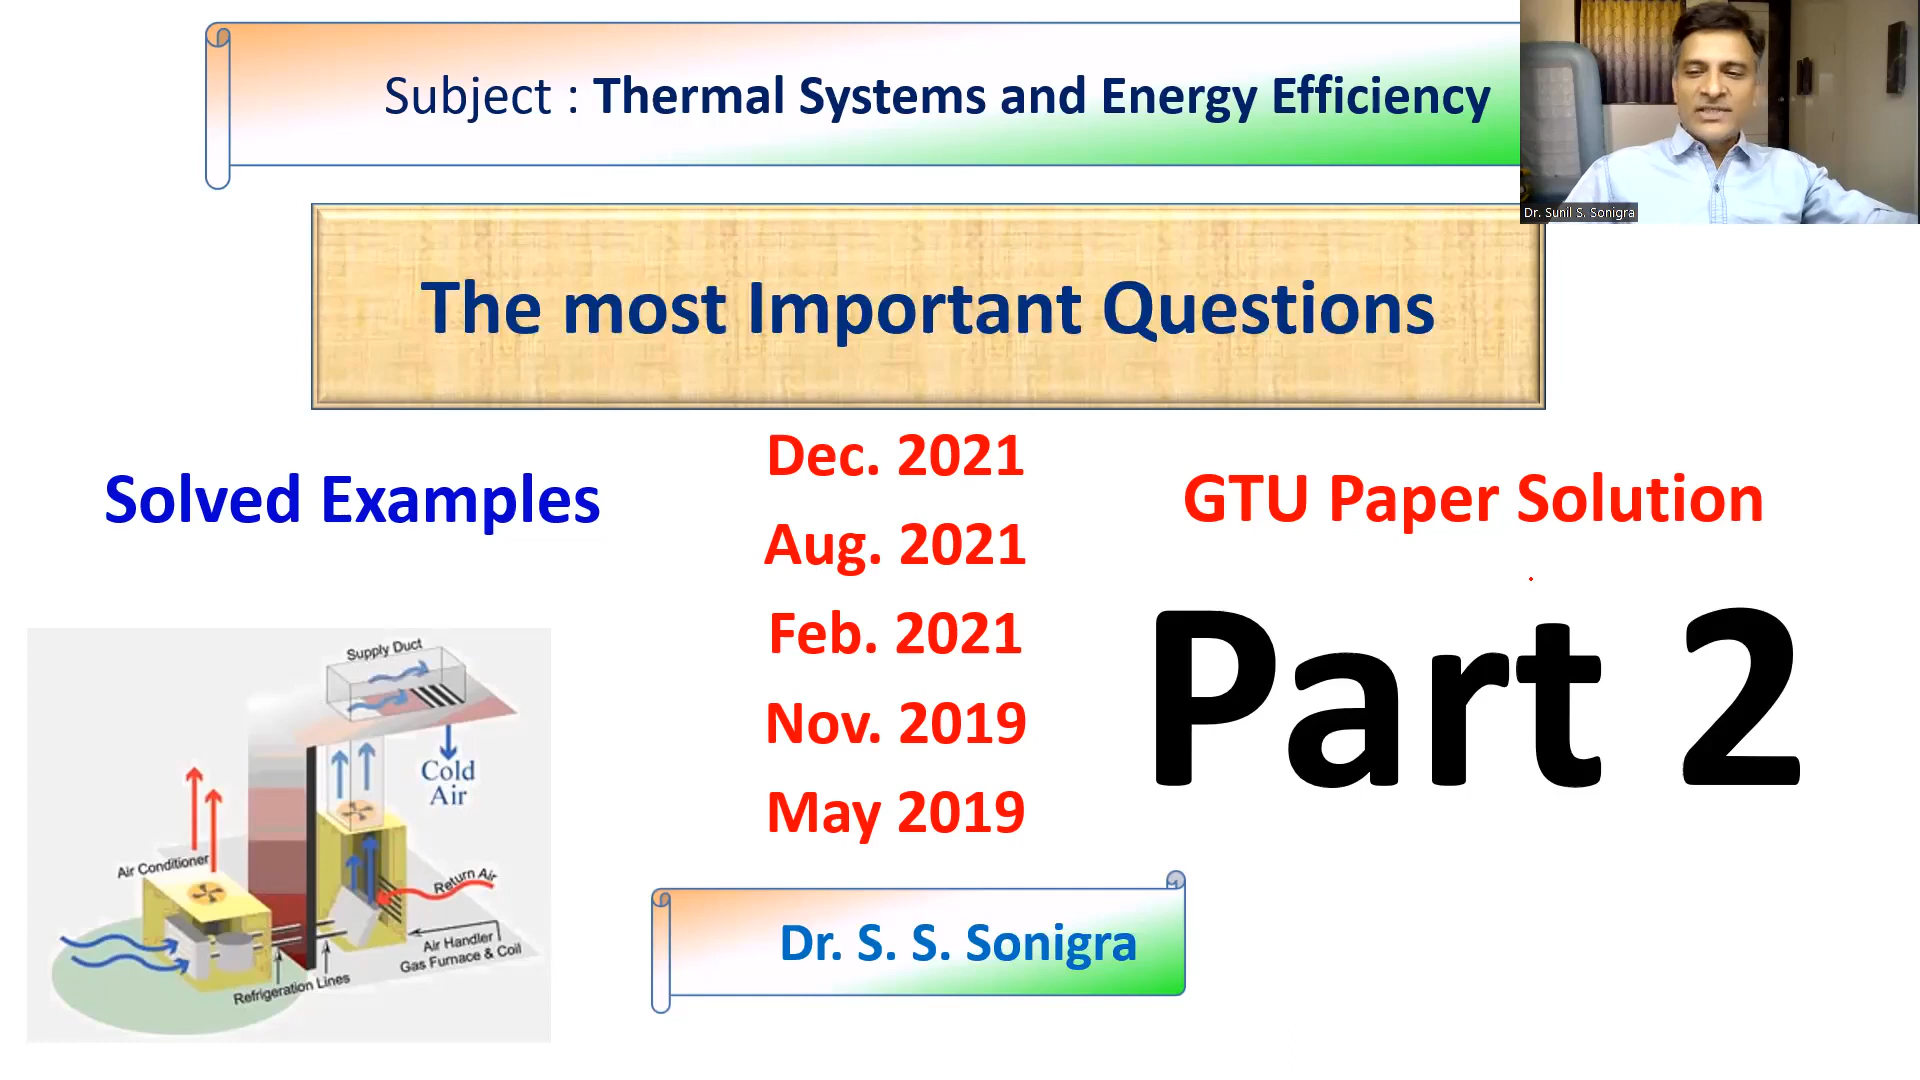 Subject : Thermal Systems and Energy Efficiency
Dr. Sunil S. Sonigra
The most Important Questions
Solved Examples
Dec. 2021
Aug. 2021
Feb. 2021
Nov. 2019
May 2019
GTU Paper Solution
Part 2
Supply Duct
Cold
Air
Air Conditioner
Return Air
Air Handler
Gas Furnace & Coil
Refrigeration Lines
Dr. S. S. Sonigra